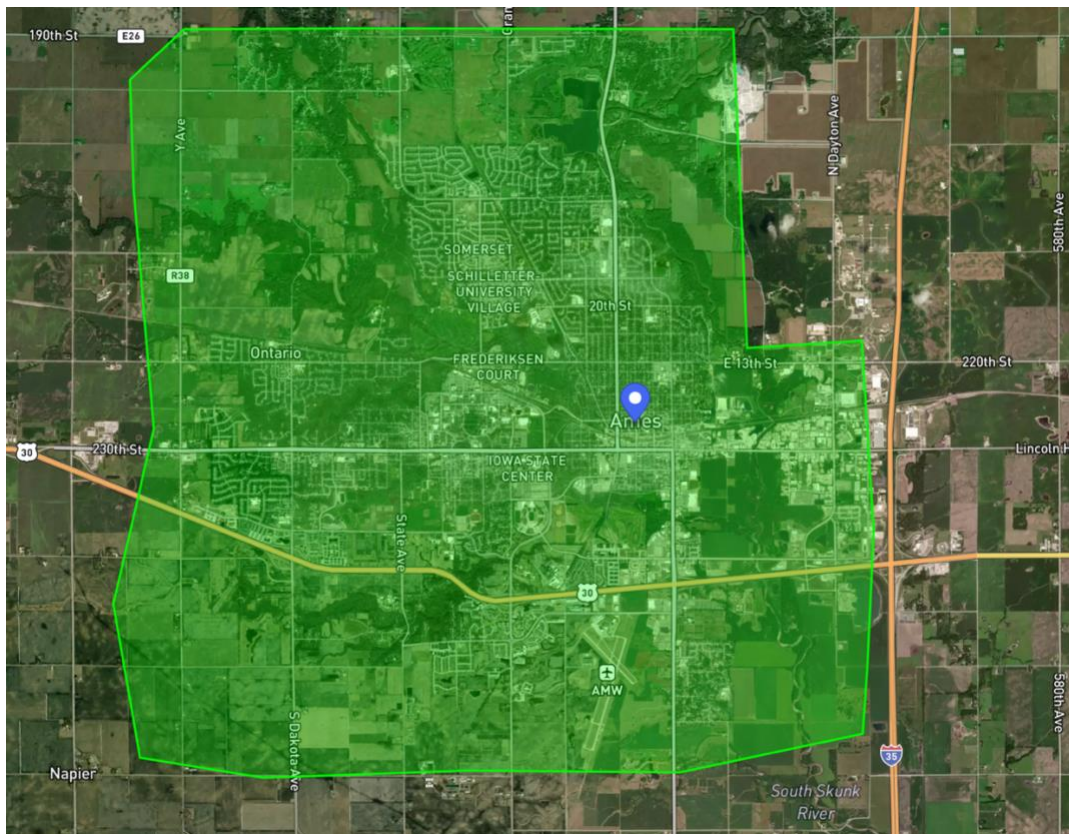 190th St
E26
Gran
Y Ave
N Dayton Ave
580th Ave
SOMERSET
R38
SCHILLETTER
UNIVERSITY
VILLAGE
20th St
Ontario
FREDERIKSEN
COURT
E 13th St
220th St
Ames
30
230th St
Lincoln H
IOWA STATE
CENTER
State Ave
30
AMW
S Dakota Ave
580th Ave
Napier
35
South Skunk
River